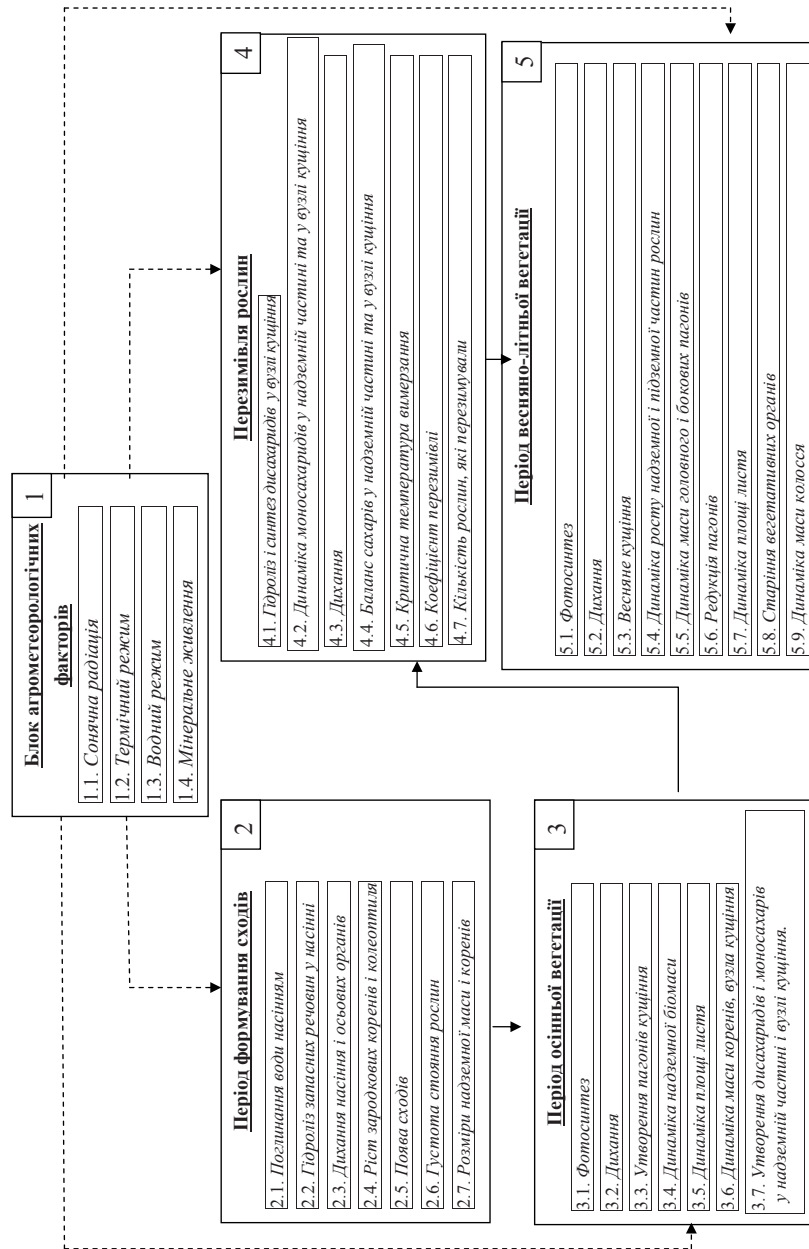 Блок агрометеорологічних
факторів
1
1.1. Сонячна радіація
1.2. Термічний режим
1.3. Водний режим
1.4. Мінеральне живлення
Період формування сходів
2
2.1. Поглинання води насінням
2.2. Гідроліз запасних речовин у насінні
2.3. Дихання насіння і осьових органів
2.4. Ріст зародкових коренів і колеоптиля
2.5. Поява сходів
2.6. Густота стояння рослин
2.7. Розміри надземної маси і коренів
Період осінньої вегетації
3
3.1. Фотосинтез
3.2. Дихання
3.3. Утворення пагонів кущіння
3.4. Динаміка надземної біомаси
3.5. Динаміка площі листя
3.6. Динаміка маси коренів, вузла кущіння
3.7. Утворення дисахаридів і моносахарів
у надземній частині і вузлі кущіння.
Перезимівля рослин
4
4.1. Гідроліз і синтез дисахаридів у вузлі кущіння
4.2. Динаміка моносахаридів у надземній частині та у вузлі кущіння
4.3. Дихання
4.4. Баланс сахарів у надземній частині та у вузлі кущіння
4.5. Критична температура вимерзання
4.6. Коефіцієнт перезимівлі
4.7. Кількість рослин, які перезимували
Період весняно-літньої вегетації
5
5.1. Фотосинтез
5.2. Дихання
5.3. Весняне кущіння
5.4. Динаміка росту надземної і підземної частин рослин
5.5. Динаміка маси головного і бокових пагонів
5.6. Редукція пагонів
5.7. Динаміка площі листя
5.8. Старіння вегетативних органів
5.9. Динаміка маси колосся